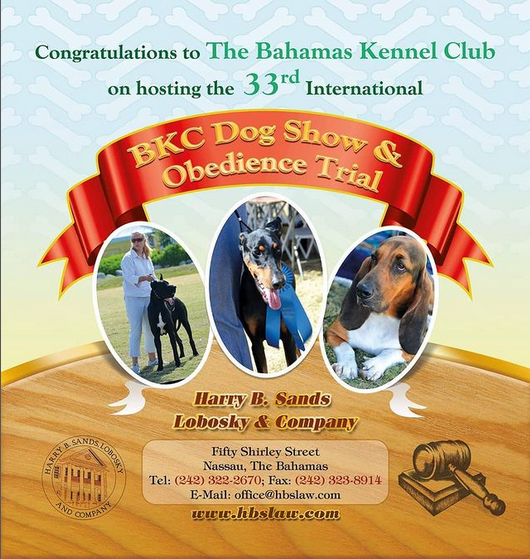 Congratulations to The Bahamas Kennel Club
on hosting the 33rd International
BKC Dog Show &
Obedience Trial
Harry B. Sands
Lobosky & Company
Fifty Shirley Street
Nassau, The Bahamas
Tel: (242) 322-2670; Fax: (242) 323-8914
E-Mail: office@hbslaw.com
www.hbslaw.com
HARRY B. SANDS, LOBOSKY
AND COMPANY